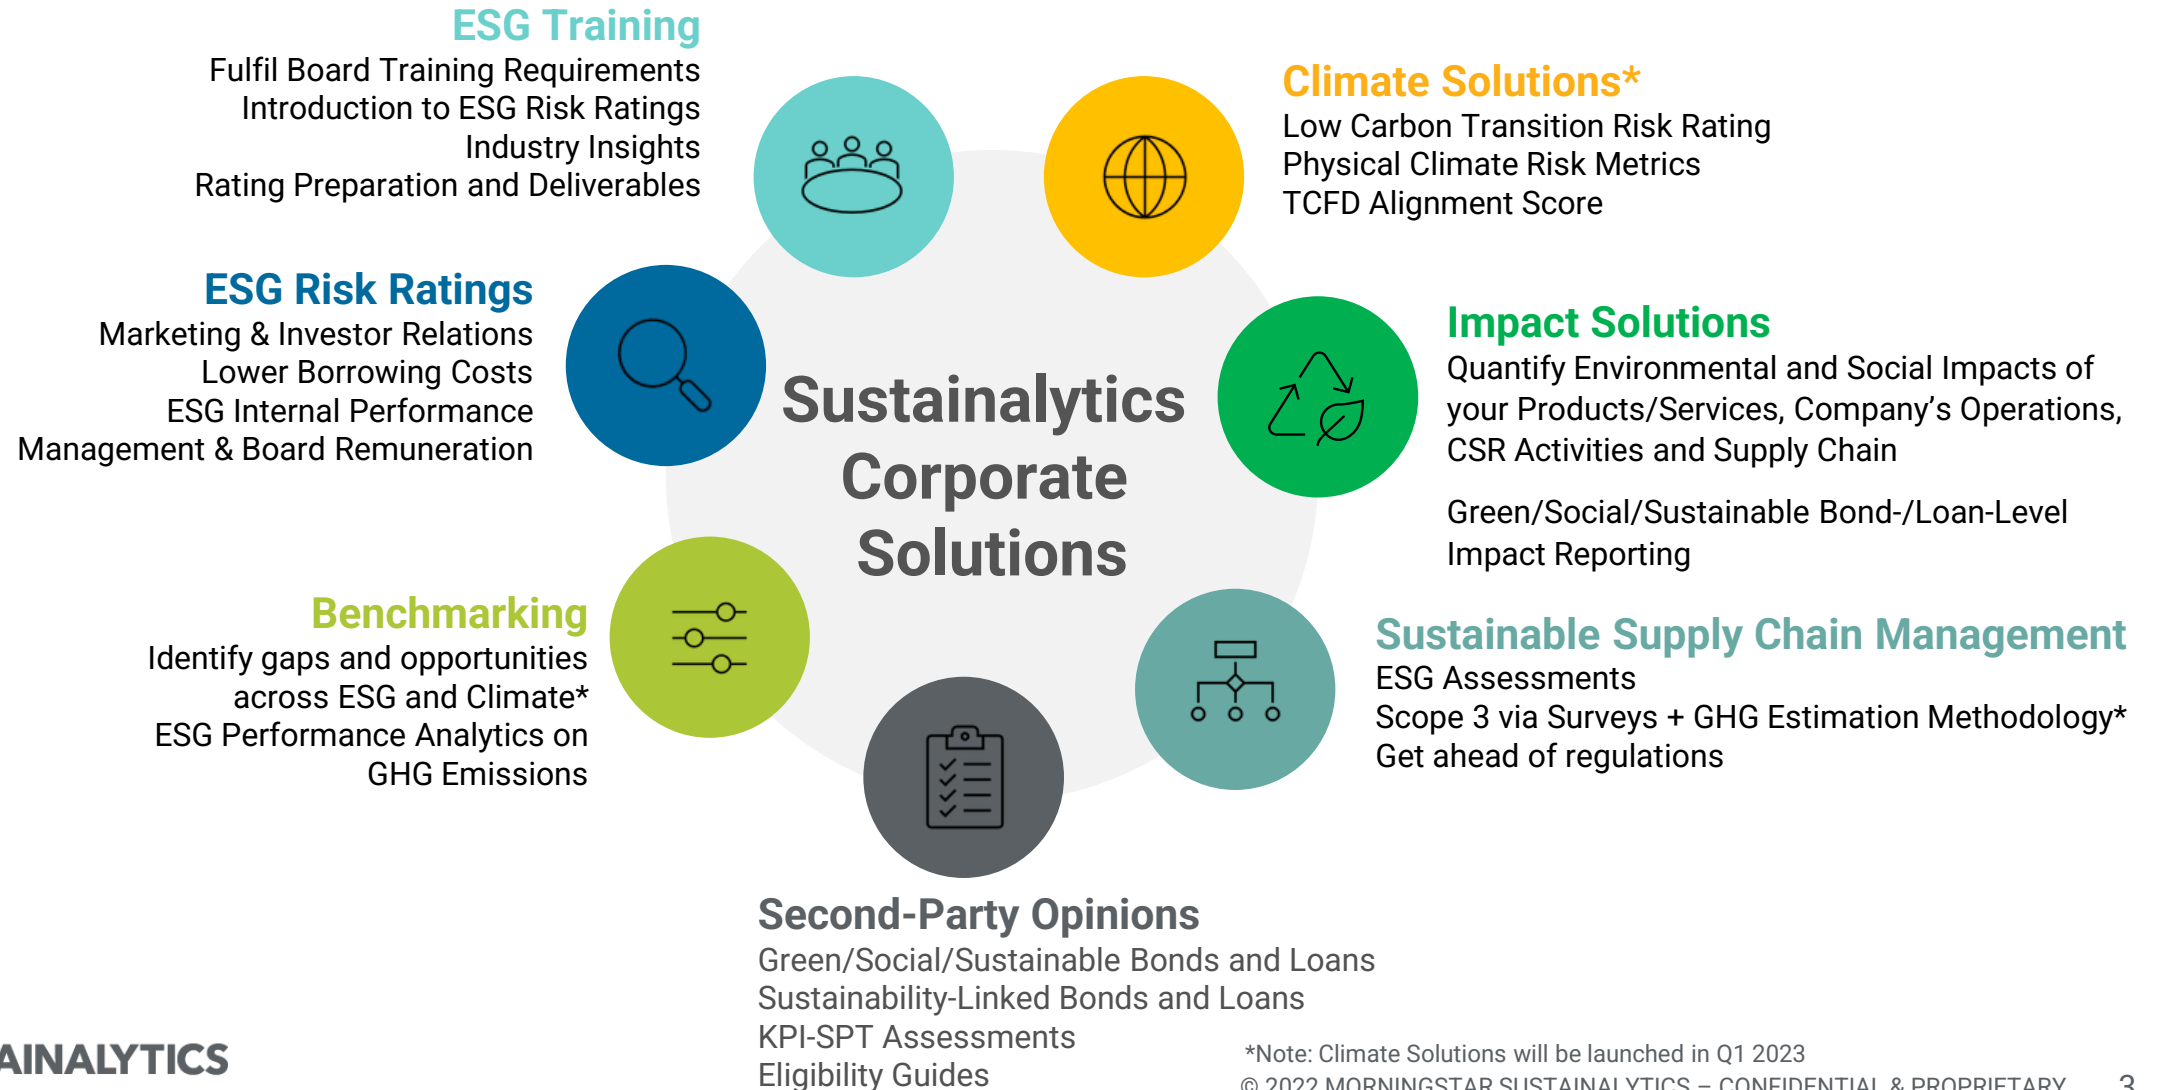 ESG Training
Fulfil Board Training Requirements
Introduction to ESG Risk Ratings
Industry Insights
Rating Preparation and Deliverables
Climate Solutions*
Low Carbon Transition Risk Rating
Physical Climate Risk Metrics
TCFD Alignment Score
ESG Risk Ratings
Marketing & Investor Relations
Lower Borrowing Costs
ESG Internal Performance
Management & Board Remuneration
Sustainalytics
Corporate
Solutions
Impact Solutions
Quantify Environmental and Social Impacts of
your Products/Services, Company's Operations,
CSR Activities and Supply Chain
Green/Social/Sustainable Bond-/Loan-Level
Impact Reporting
Benchmarking
Identify gaps and opportunities
across ESG and Climate*
ESG Performance Analytics on
GHG Emissions
Sustainable Supply Chain Management
ESG Assessments
Scope 3 via Surveys + GHG Estimation Methodology*
Get ahead of regulations
Second-Party Opinions
Green/Social/Sustainable Bonds and Loans
Sustainability-Linked Bonds and Loans
KPI-SPT Assessments
Eligibility Guides
AINALYTICS
*Note: Climate Solutions will be launched in Q1 2023
© 2022 MORNINGSTAR SUSTAINALYTICS – CONFIDENTIAL & PROPRIETARY 3